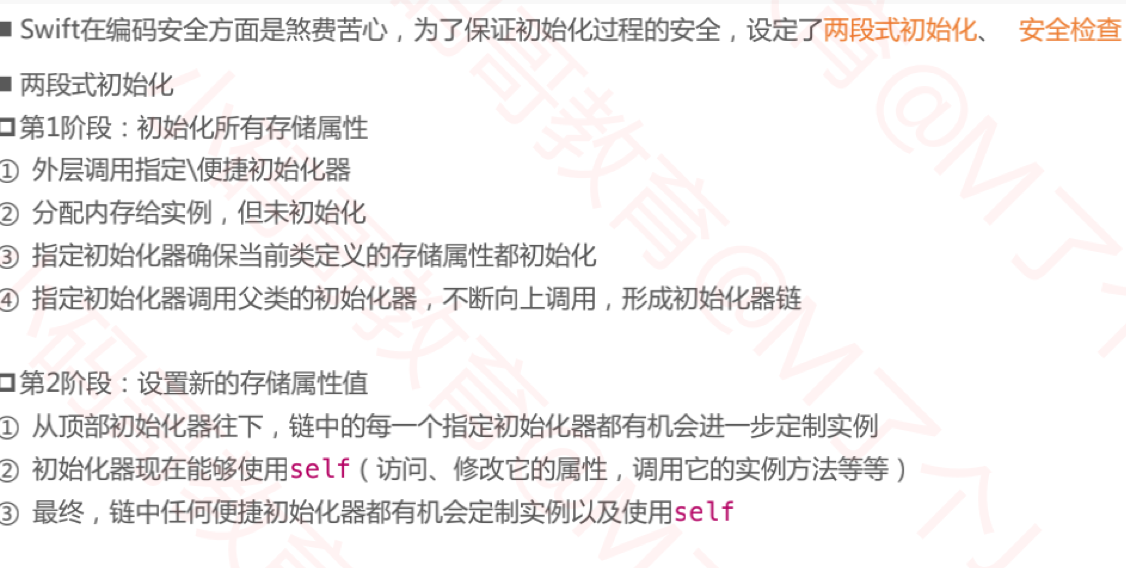 ■ Swift在编码安全方面是煞费苦心，为了保证初始化过程的安全，设定了两段式初始化、 安全检查
■ 两段式初始化
第1阶段：初始化所有存储属性
① 外层调用指定\便捷初始化器
② 分配内存给实例，但未初始化
③ 指定初始化器确保当前类定义的存储属性都初始化
④ 指定初始化器调用父类的初始化器，不断向上调用，形成初始化器链
第2阶段：设置新的存储属性值
① 从顶部初始化器往下，链中的每一个指定初始化器都有机会进一步定制实例
② 初始化器现在能够使用self（访问、修改它的属性，调用它的实例方法等等）
③ 最终，链中任何便捷初始化器都有机会定制实例以及使用self